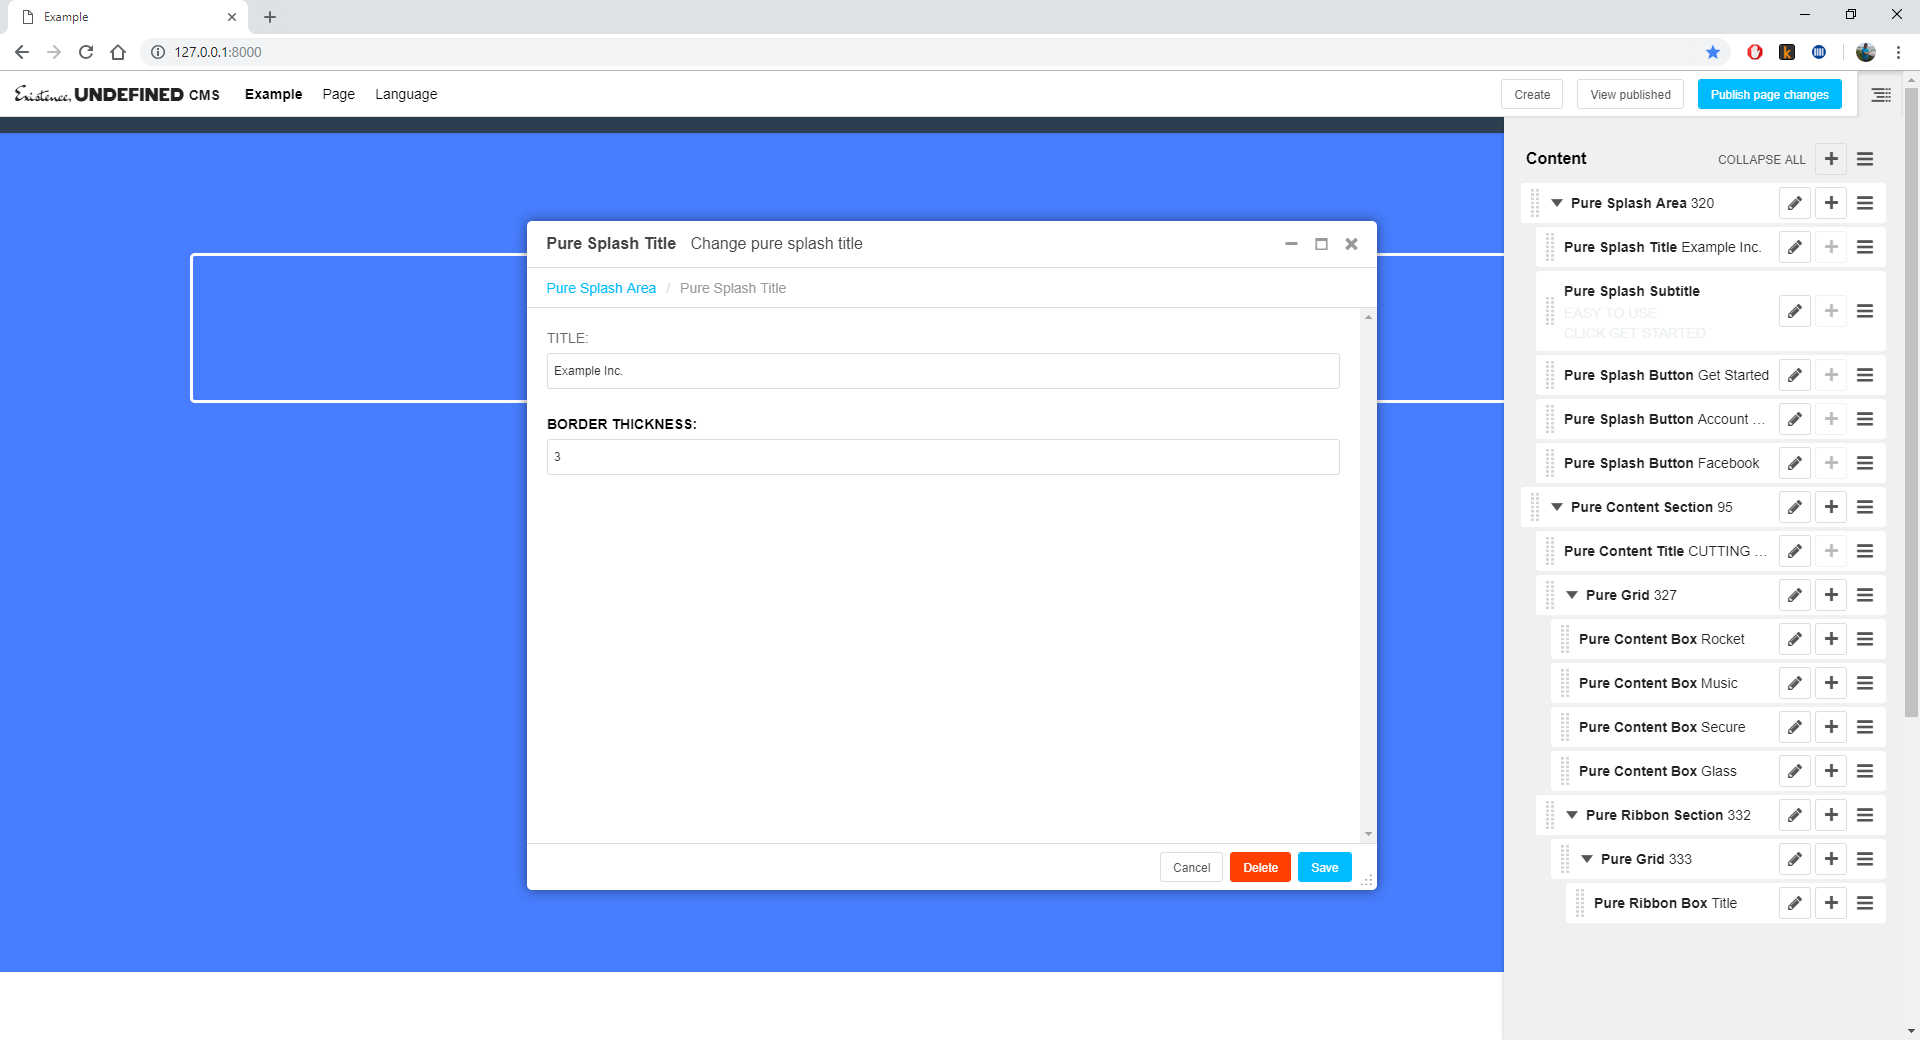 Example
127.0.0.1:8000
Existence, UNDEFINED CMS Example Page Language Create View published Publish page changes
Content COLLAPSE ALL
Pure Splash Area 320
Pure Splash Title Example Inc.
Pure Splash Subtitle
EASY TO USE
CLICK GET STARTED
Pure Splash Button Get Started
Pure Splash Button Account ...
Pure Splash Button Facebook
Pure Content Section 95
Pure Content Title CUTTING ...
Pure Grid 327
Pure Content Box Rocket
Pure Content Box Music
Pure Content Box Secure
Pure Content Box Glass
Pure Ribbon Section 332
Pure Grid 333
Pure Ribbon Box Title
Pure Splash Title Change pure splash title
Pure Splash Area / Pure Splash Title
TITLE:
Example Inc.
BORDER THICKNESS:
3
Cancel Delete Save